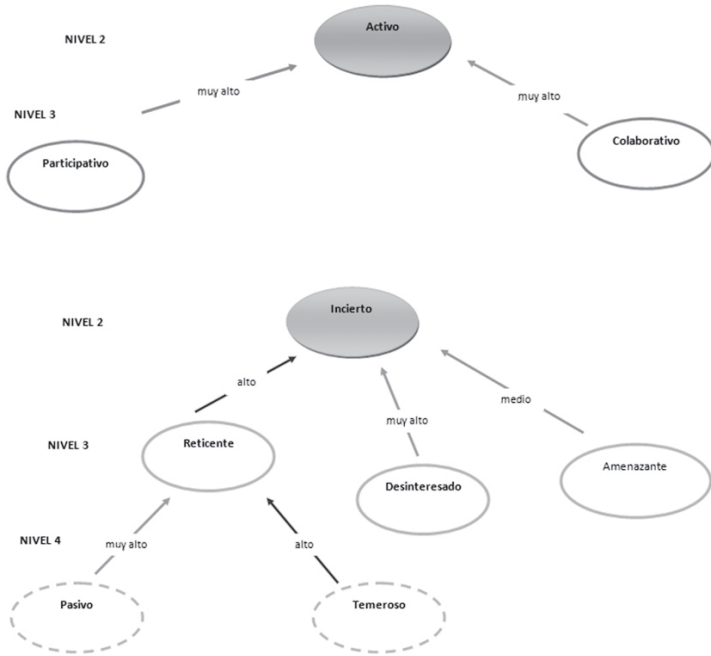 Activo
NIVEL 2
muy alto
muy alto
NIVEL 3
Participativo
Colaborativo
Incierto
NIVEL 2
alto
medio
muy alto
NIVEL 3
Reticente
Amenazante
Desinteresado
NIVEL 4
muy alto
alto
Pasivo
Temeroso